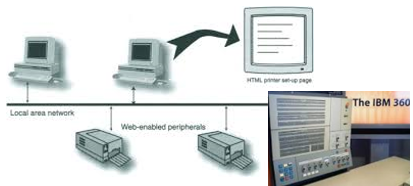 HTML printer set-up page
The IBM 360
Local area network
Web-enabled peripherals